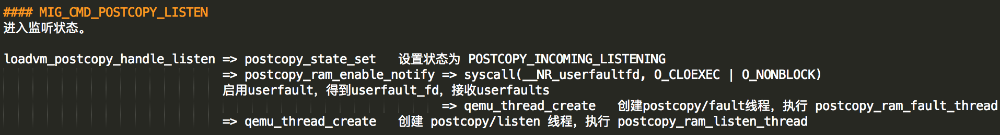 #### MIG_CMD_POSTCOPY_LISTEN
进入监听状态。
loadvm_postcopy_handle_listen => postcopy_state_set   设置状态为 POSTCOPY_INCOMING_LISTENING
=> postcopy_ram_enable_notify => syscall(__NR_userfaultfd, O_CLOEXEC | O_NONBLOCK)
启用userfault，得到userfault_fd，接收userfaults
=> qemu_thread_create   创建postcopy/fault线程，执行 postcopy_ram_fault_thread
=> qemu_thread_create   创建 postcopy/listen 线程，执行 postcopy_ram_listen_thread